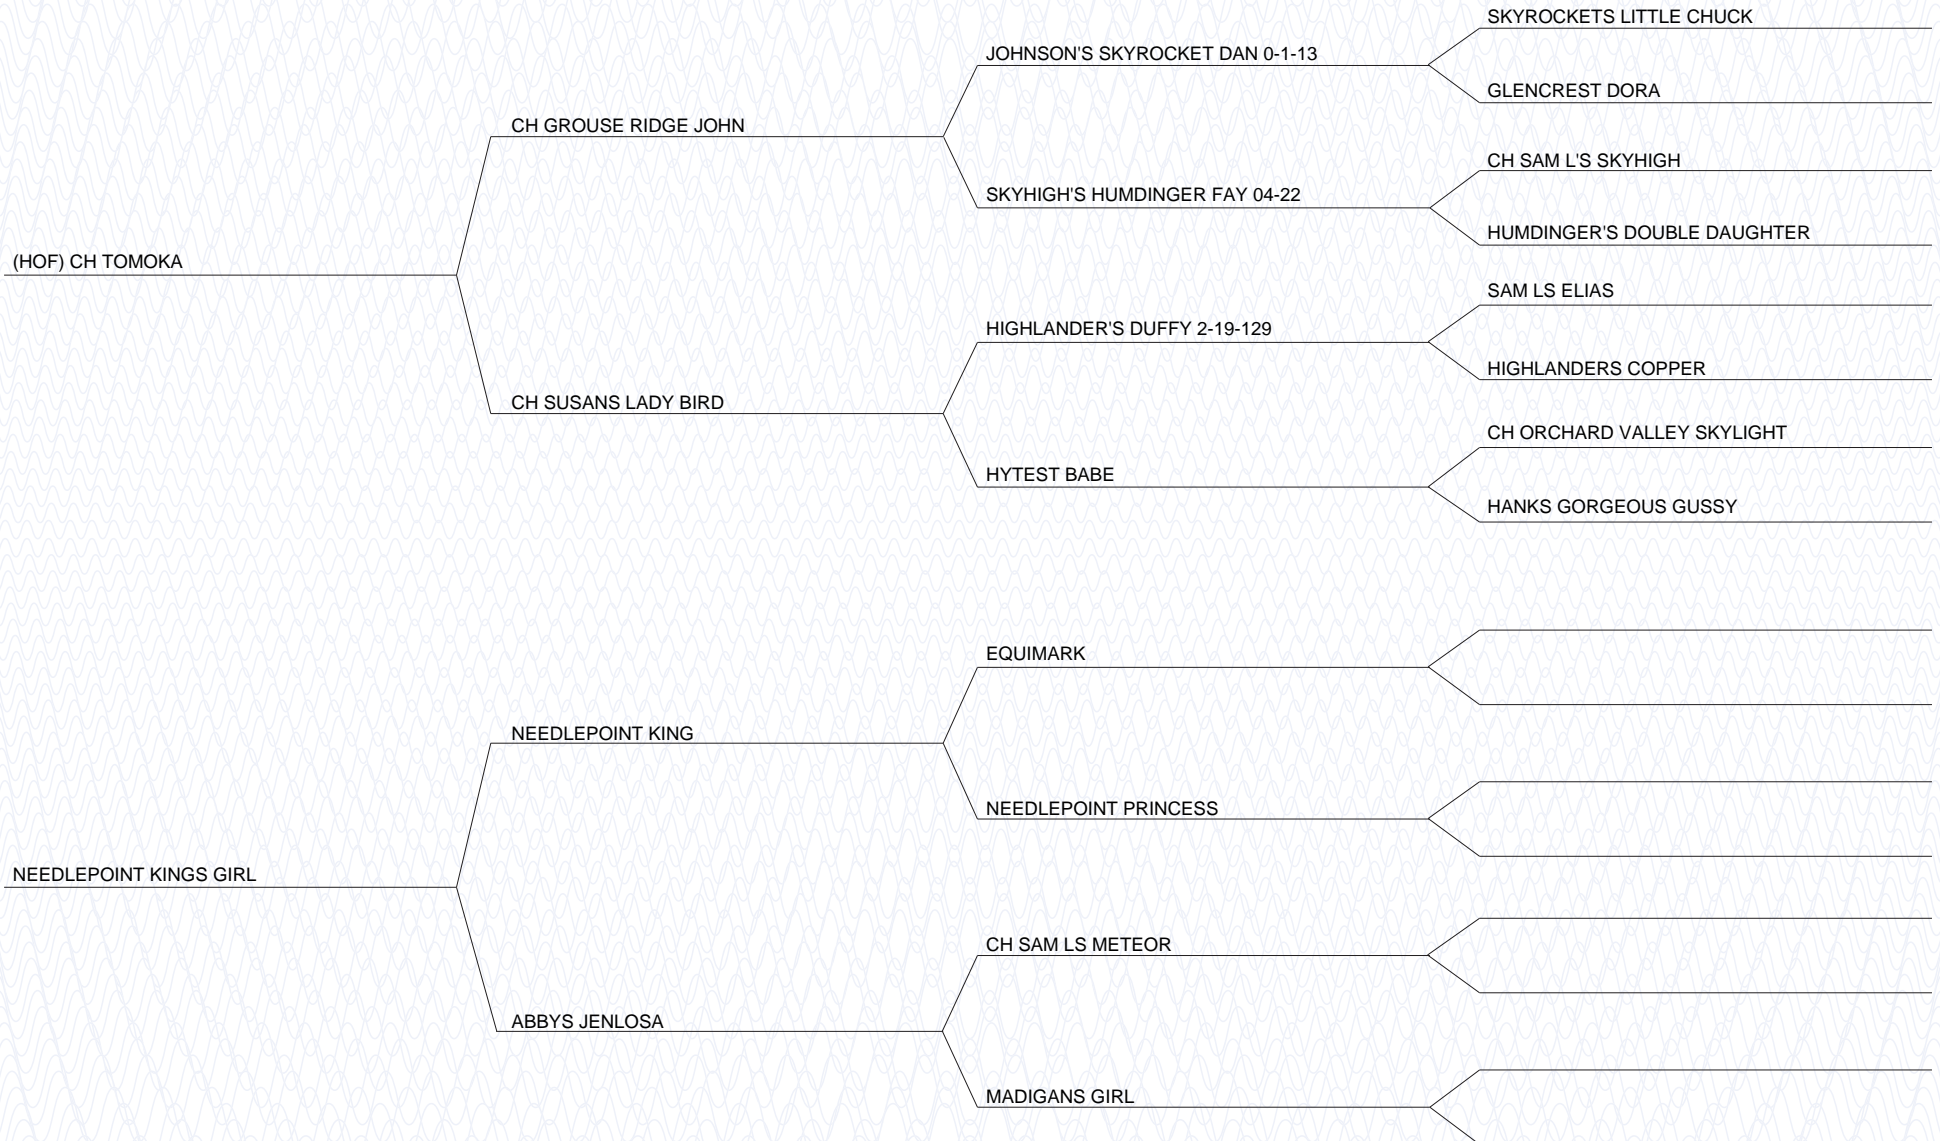 SKYROCKETS LITTLE CHUCK
JOHNSON'S SKYROCKET DAN 0-1-13
GLENCREST DORA
CH GROUSE RIDGE JOHN
CH SAM L'S SKYHIGH
SKYHIGH'S HUMDINGER FAY 04-22
HUMDINGER'S DOUBLE DAUGHTER
(HOF) CH TOMOKA
SAM LS ELIAS
HIGHLANDER'S DUFFY 2-19-129
HIGHLANDERS COPPER
CH SUSANS LADY BIRD
CH ORCHARD VALLEY SKYLIGHT
HYTEST BABE
HANKS GORGEOUS GUSSY
EQUIMARK
NEEDLEPOINT KING
NEEDLEPOINT PRINCESS
NEEDLEPOINT KINGS GIRL
CH SAM LS METEOR
ABBYS JENLOSA
MADIGANS GIRL